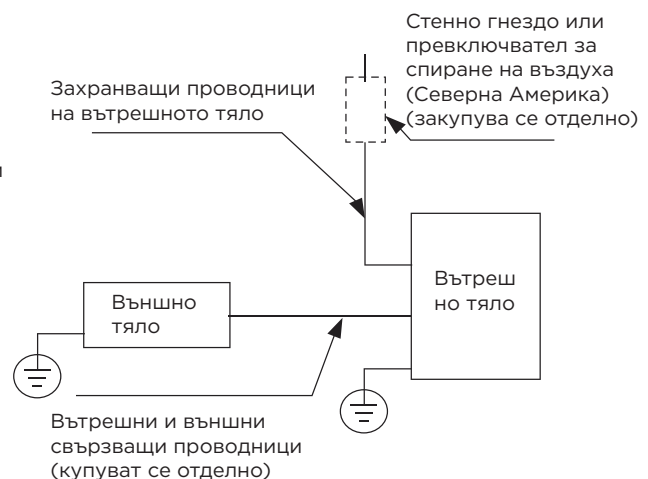 Стенно гнездо или
превключвател за
спиране на въздуха
(Северна Америка)
(закупува се отделно)
Захранващи проводници
на вътрешното тяло
Вътреш
но тяло
Външно
тяло
Вътрешни и външни
свързващи проводници
(купуват се отделно)